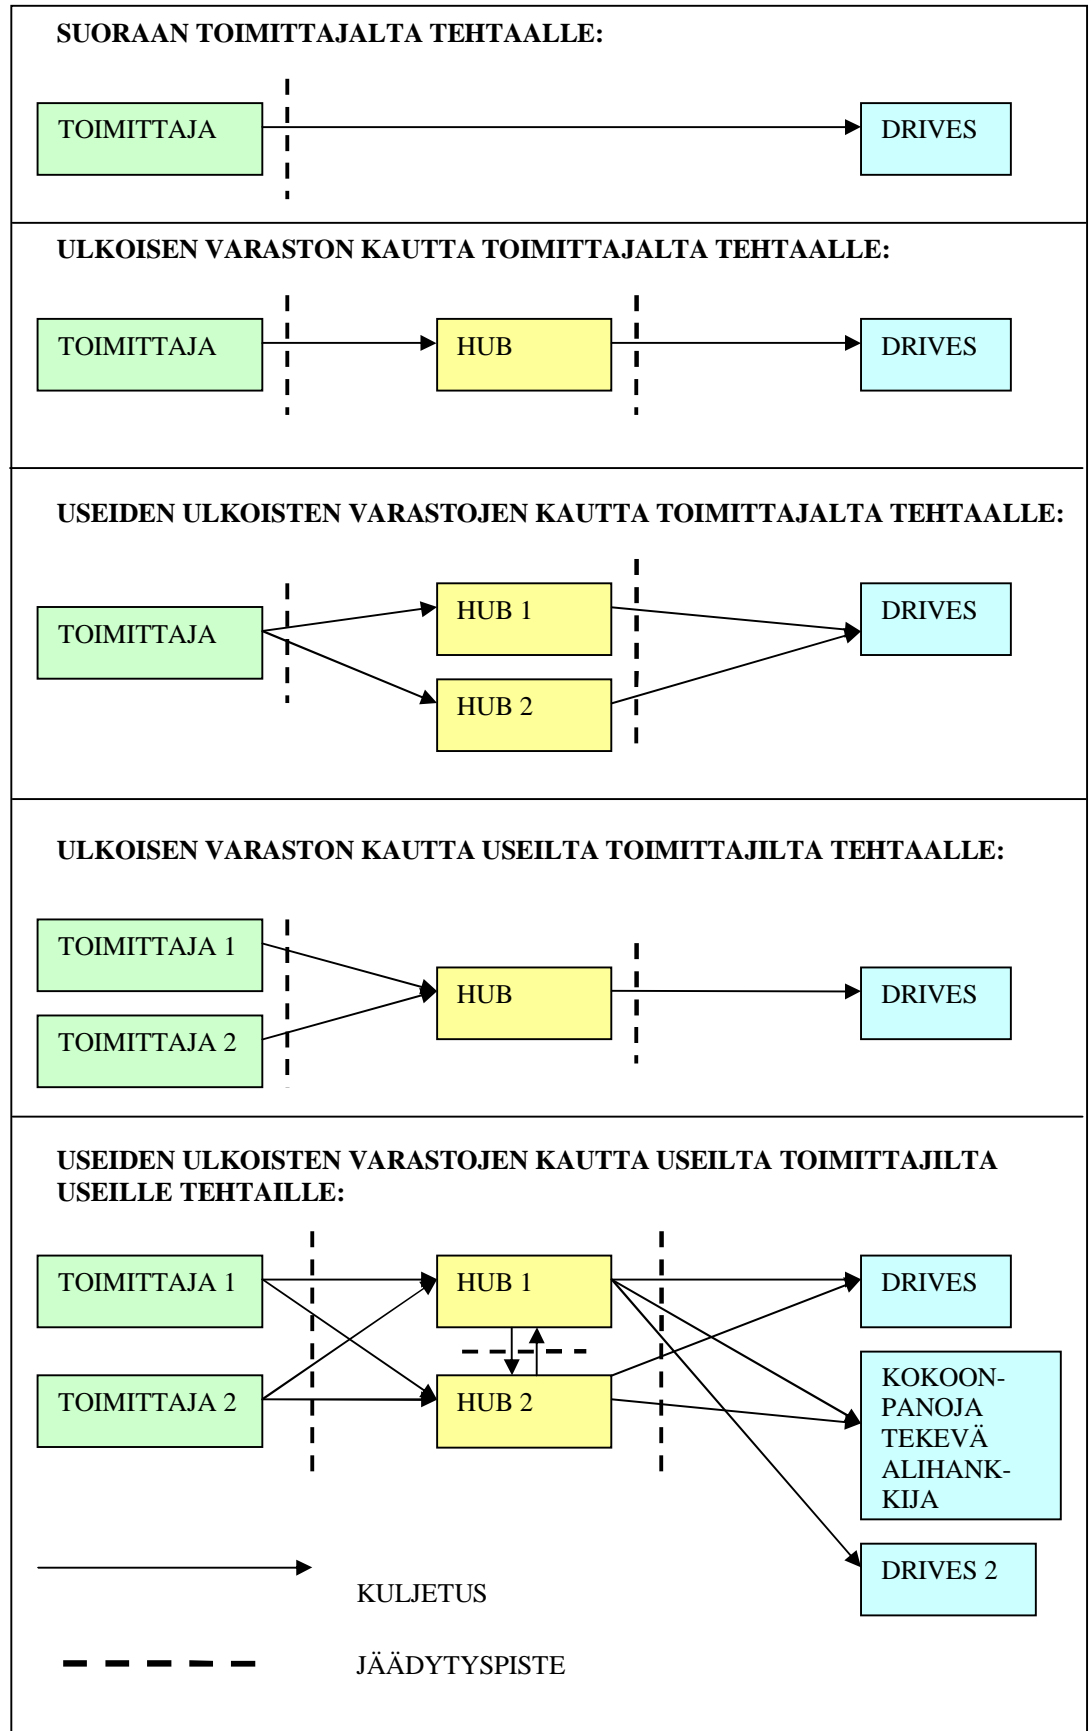 SUORAAN TOIMITTAJALTA TEHTAALLE:
TOIMITTAJA
DRIVES
ULKOISEN VARASTON KAUTTA TOIMITTAJALTA TEHTAALLE:
TOIMITTAJA
HUB
DRIVES
USEIDEN ULKOISTEN VARASTOJEN KAUTTA TOIMITTAJALTA TEHTAALLE:
TOIMITTAJA
HUB 1
HUB 2
DRIVES
ULKOISEN VARASTON KAUTTA USEILTA TOIMITTAJILTA TEHTAALLE:
TOIMITTAJA 1
TOIMITTAJA 2
HUB
DRIVES
USEIDEN ULKOISTEN VARASTOJEN KAUTTA USEILTA TOIMITTAJILTA
USEILLE TEHTAILLE:
TOIMITTAJA 1
TOIMITTAJA 2
HUB 1
HUB 2
DRIVES
KOKOON-
PANOJA
TEKEVÄ
ALIHANK-
KIJA
DRIVES 2
KULJETUS
JÄÄDYTYSPISTE